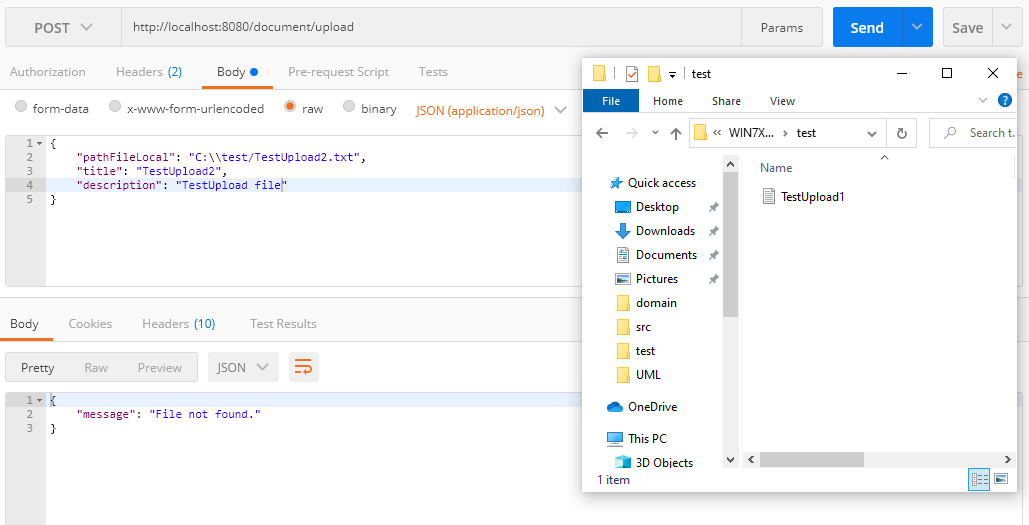 POST http://localhost:8080/document/upload Params Send Save
Authorization Headers (2) Body Pre-request Script Tests
form-data x-www-form-urlencoded raw binary JSON (application/json)
1 {
2 "pathFileLocal": "C:\\test/TestUpload2.txt",
3 "title": "TestUpload2",
4 "description": "TestUpload file"
5 }
Body Cookies Headers (10) Test Results
Pretty Raw Preview JSON
1 {
2 "message": "File not found."
3 }
test
File Home Share View
« WIN7X... › test Search t...
Quick access
Desktop
Downloads
Documents
Pictures
domain
src
test
UML
OneDrive
This PC
3D Objects
Name
TestUpload1
1 item